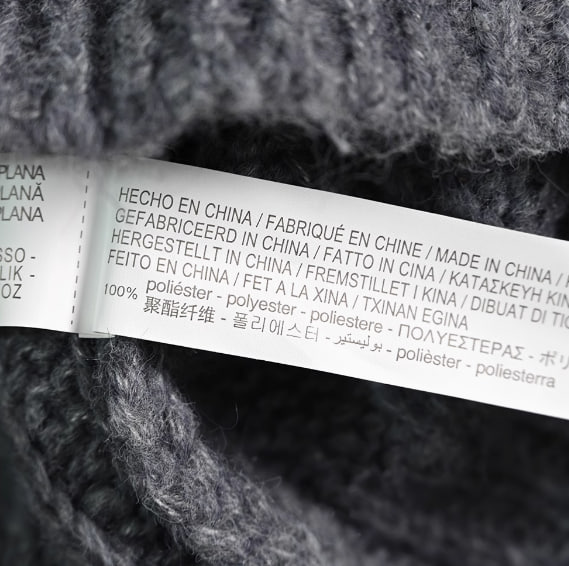 PLANA
PLANĂ
PLANA
SSO -
LIK -
OZ
HECHO EN CHINA / FABRIQUÉ EN CHINE / MADE IN CHINA /
GEFABRICEERD IN CHINA / FATTO IN CINA / ΚΑΤΑΣΚΕΥΗ ΚΙΝ
HERGESTELLT IN CHINA / FREMSTILLET I KINA / DIBUAT DI TIO
FEITO EN CHINA / FET A LA XINA / TXINAN EGINA
100% poliéster - polyester - poliestere - ΠΟΛΥΕΣΤΕΡΑΣ - ポリ
聚酯纤维 - 폴리에스터 - بوليستير - polièster - poliesterra